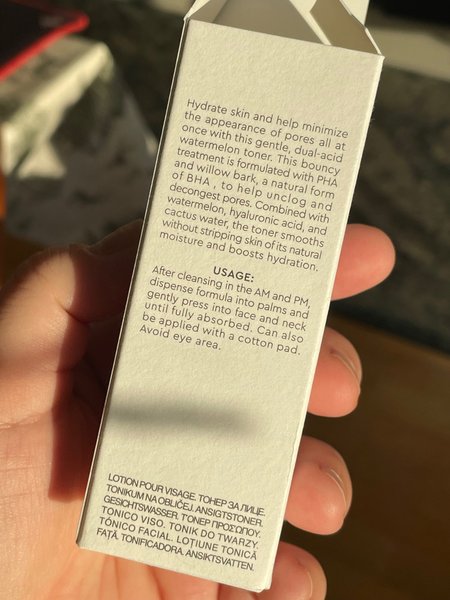 Hydrate skin and help minimize
the appearance of pores all at
once with this gentle, dual-acid
watermelon toner. This bouncy
treatment is formulated with PHA
and willow bark, a natural form
of BHA , to help unclog and
decongest pores. Combined with
watermelon, hyaluronic acid, and
cactus water, the toner smooths
without stripping skin of its natural
moisture and boosts hydration.
USAGE:
After cleansing in the AM and PM,
dispense formula into palms and
gently press into face and neck
until fully absorbed. Can also
be applied with a cotton pad.
Avoid eye area.
LOTION POUR VISAGE. ТОНЕР ЗА ЛИЦЕ.
TONIKUM NA OBLIČEJ. ANSIGTSTONER.
GESICHTSWASSER. ΤΟΝΕΡ ΠΡΟΣΩΠΟΥ.
TONICO VISO. TONIK DO TWARZY.
TÓNICO FACIAL. LOȚIUNE TONICĂ
FAȚĂ. TONIFICADORA. ANSIKTSVATTEN.